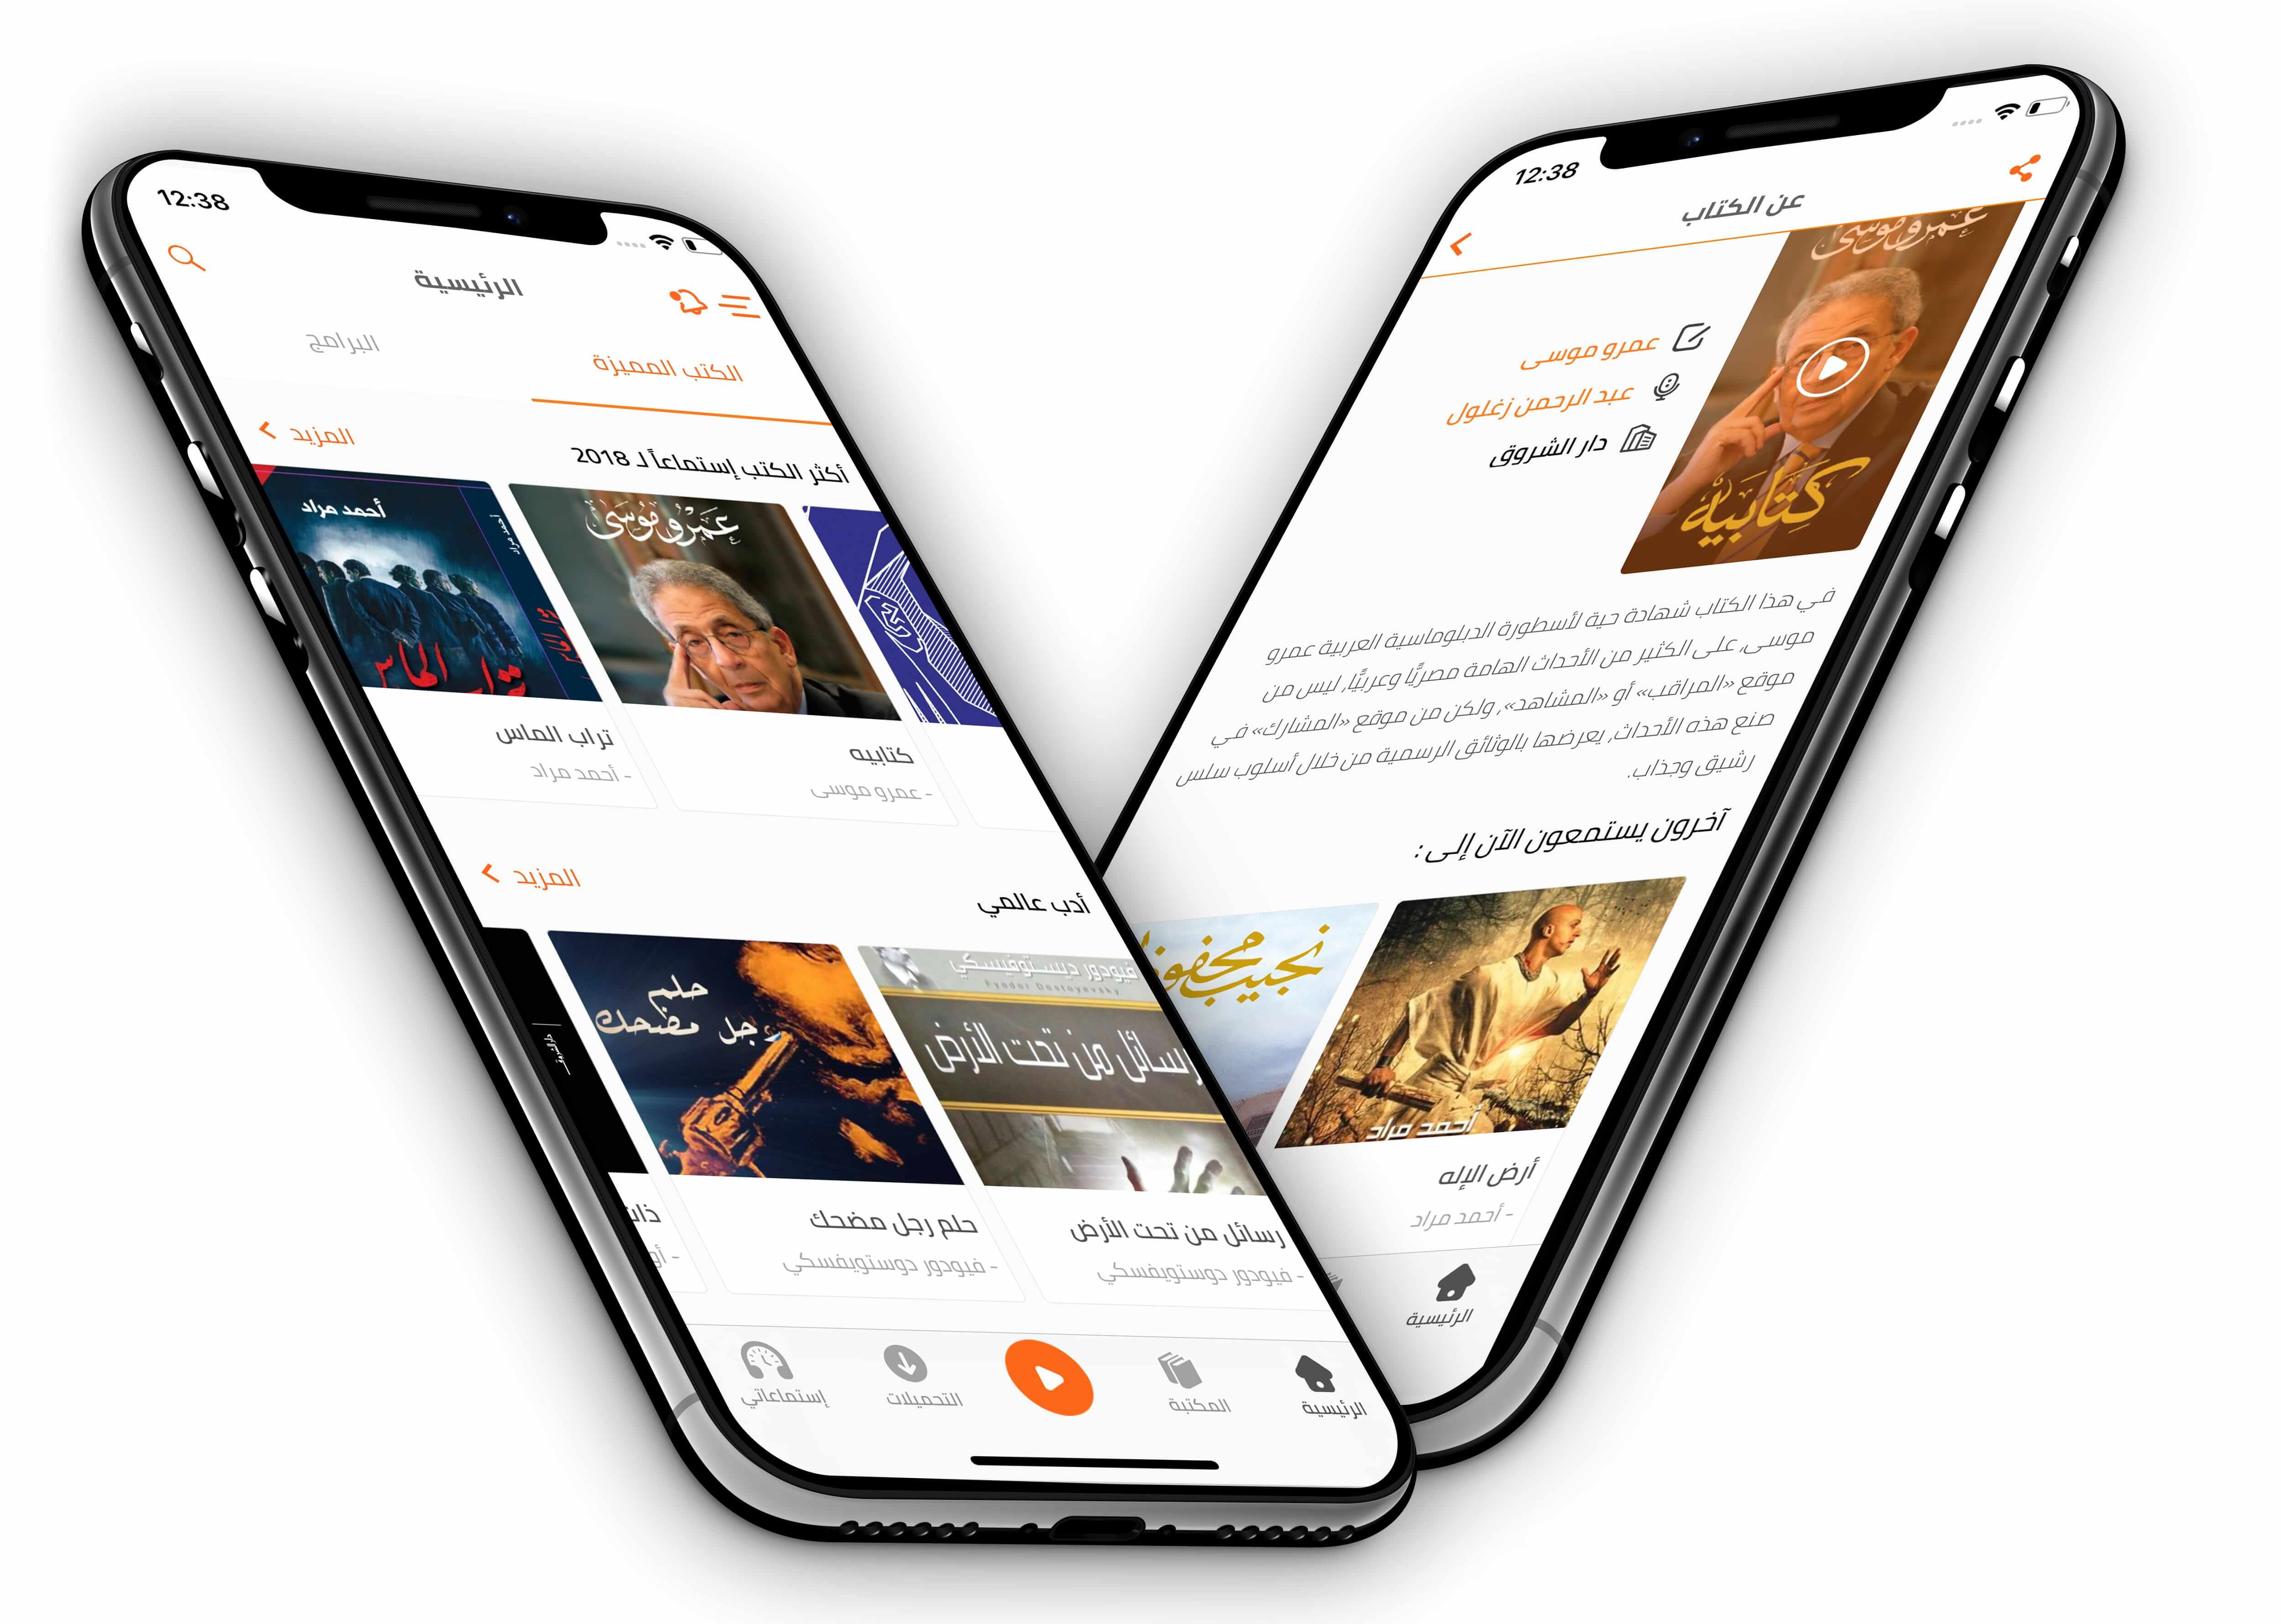 12:38
الرئيسية
الكتب المميزة
البرامج
أكثر الكتب إستماعاً لـ 2018
المزيد
عمرو موسى
أحمد مراد
أحمد مراد
تراب الماس
كتابيه
- عمرو موسى
تراب الماس
- أحمد مراد
أدب عالمي
المزيد
فيودور ديستوفيسكي
Fyodor Dostoyevsky
رسائل من تحت الأرض
حلم
رجل مضحك
دار الشروق
رسائل من تحت الأرض
- فيودور دوستويفسكي
حلم رجل مضحك
- فيودور دوستويفسكي
الرئيسية
المكتبة
التحميلات
إستماعاتي
12:38
عن الكتاب
عمرو موسى
كتابيه
عمرو موسى
عبد الرحمن زغلول
دار الشروق
في هذا الكتاب شهادة حية لأسطورة الدبلوماسية العربية عمرو
موسى, على الكثير من الأحداث الهامة مصريًّا وعربيًّا, ليس من
موقع «المراقب» أو «المشاهد», ولكن من موقع «المشارك» في
صنع هذه الأحداث, يعرضها بالوثائق الرسمية من خلال أسلوب سلس
رشيق وجذاب.
آخرون يستمعون الآن إلى :
أحمد مراد
نجيب محفوظ
أرض الإله
- أحمد مراد
الرئيسية